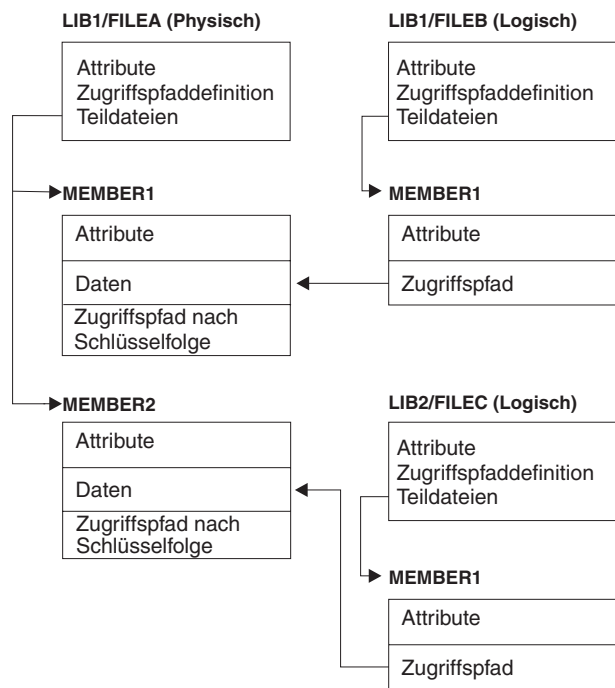 LIB1/FILEA (Physisch)
Attribute
Zugriffspfaddefinition
Teildateien
MEMBER1
Attribute
Daten
Zugriffspfad nach
Schlüsselfolge
MEMBER2
Attribute
Daten
Zugriffspfad nach
Schlüsselfolge
LIB1/FILEB (Logisch)
Attribute
Zugriffspfaddefinition
Teildateien
MEMBER1
Attribute
Zugriffspfad
LIB2/FILEC (Logisch)
Attribute
Zugriffspfaddefinition
Teildateien
MEMBER1
Attribute
Zugriffspfad